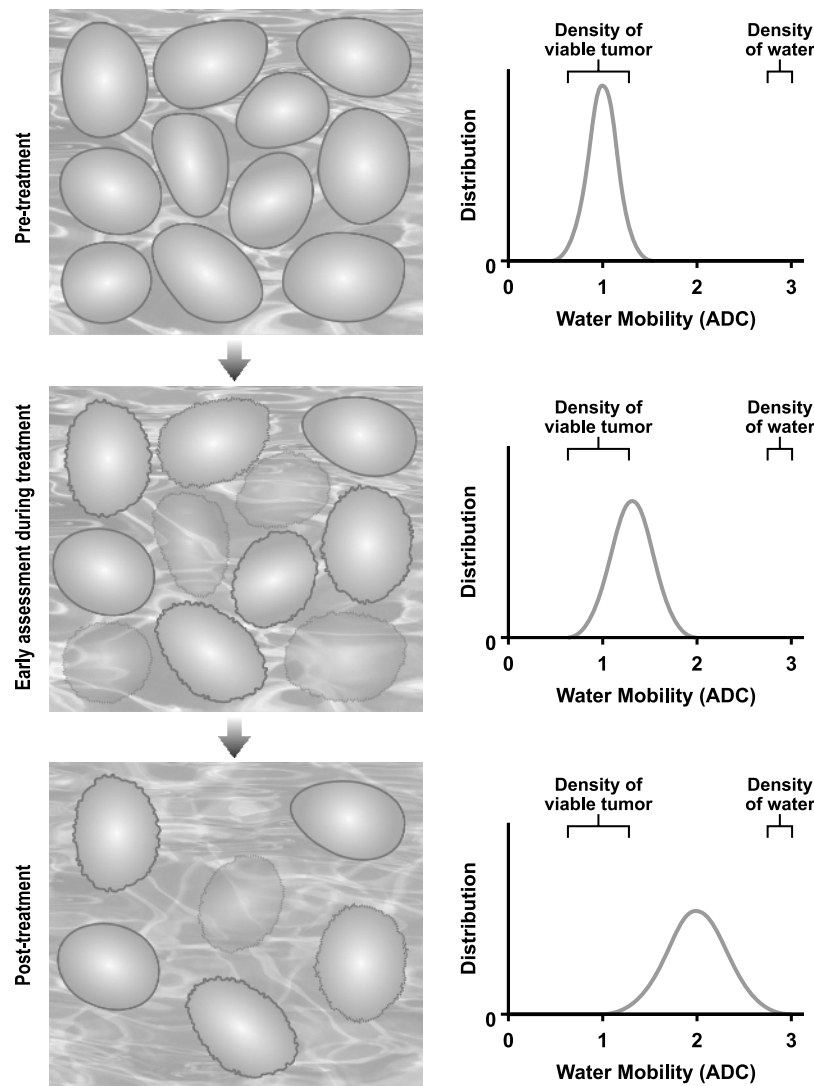 Pre-treatment
Density of
viable tumor
Density
of water
Distribution
0
0
1
2
3
Water Mobility (ADC)
Early assessment during treatment
Density of
viable tumor
Density
of water
Distribution
0
0
1
2
3
Water Mobility (ADC)
Post-treatment
Density of
viable tumor
Density
of water
Distribution
0
0
1
2
3
Water Mobility (ADC)